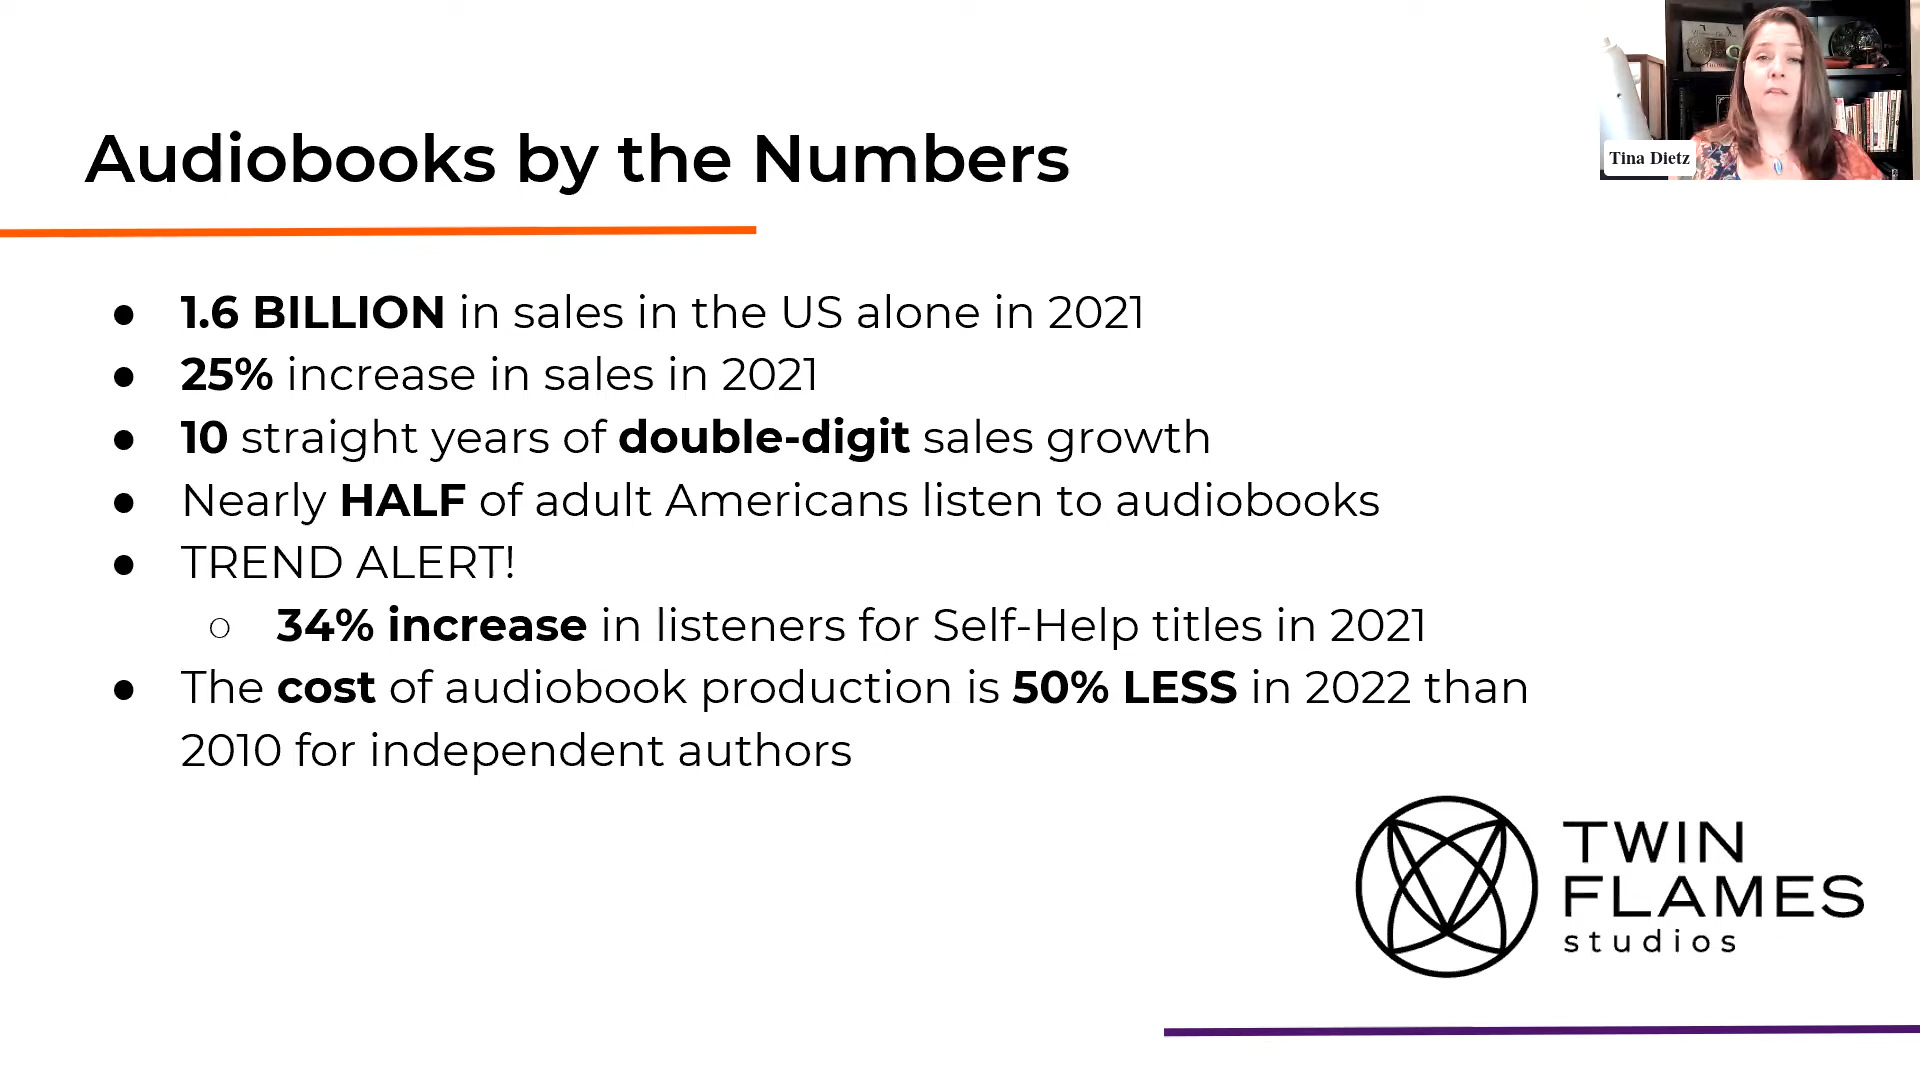 Tina Dietz
Audiobooks by the Numbers
● 1.6 BILLION in sales in the US alone in 2021
● 25% increase in sales in 2021
● 10 straight years of double-digit sales growth
● Nearly HALF of adult Americans listen to audiobooks
● TREND ALERT!
○ 34% increase in listeners for Self-Help titles in 2021
● The cost of audiobook production is 50% LESS in 2022 than
2010 for independent authors
TWIN
FLAMES
studios